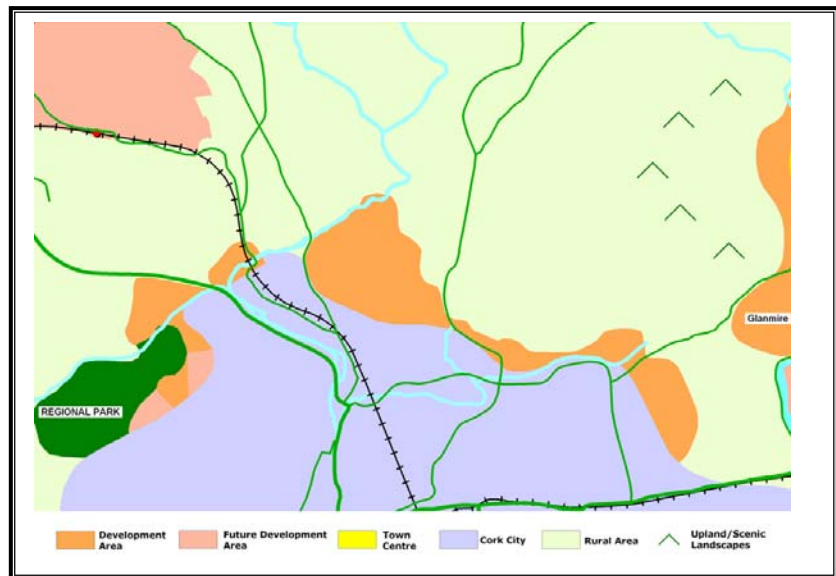 Glanmire
REGIONAL PARK
Development Area
Future Development Area
Town Centre
Cork City
Rural Area
Upland/Scenic Landscapes